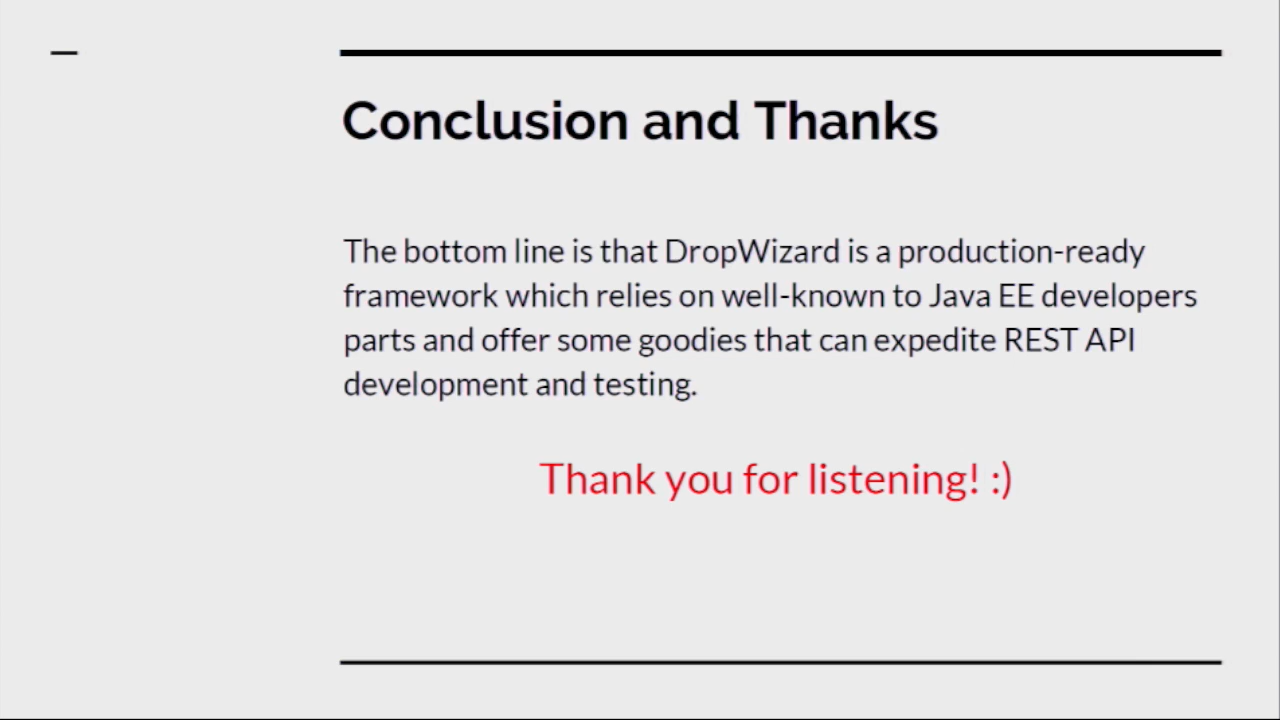 Conclusion and Thanks
The bottom line is that DropWizard is a production-ready
framework which relies on well-known to Java EE developers
parts and offer some goodies that can expedite REST API
development and testing.
Thank you for listening! :)